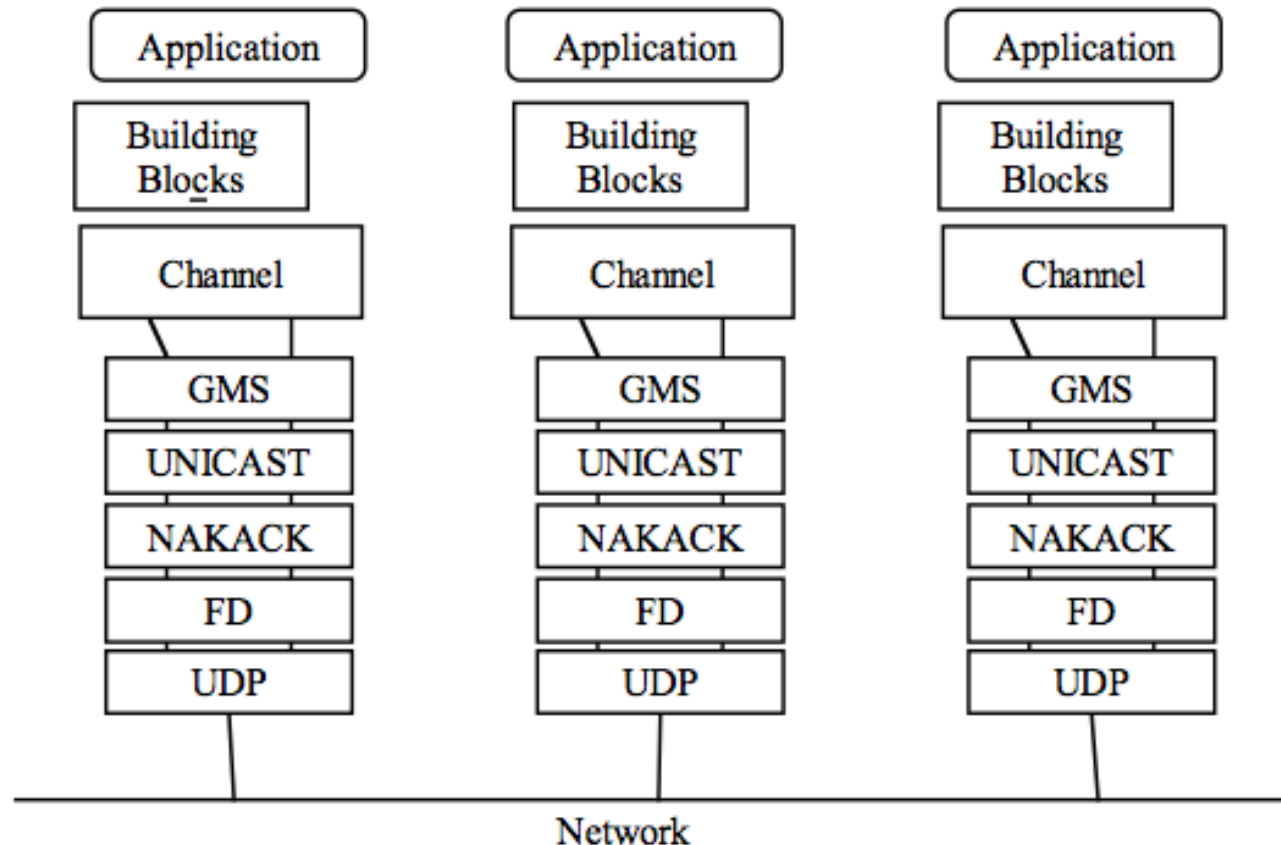 Application
Application
Application
Building
Blocks
Building
Blocks
Building
Blocks
Channel
Channel
Channel
GMS
GMS
GMS
UNICAST
UNICAST
UNICAST
NAKACK
NAKACK
NAKACK
FD
FD
FD
UDP
UDP
UDP
Network